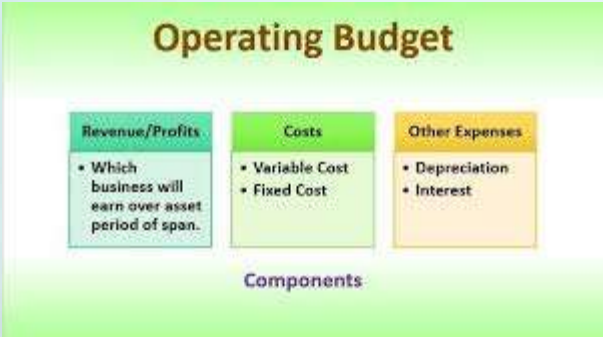 Operating Budget
Revenue/Profits
• Which
business will
earn over asset
period of span.
Costs
• Variable Cost
• Fixed Cost
Other Expenses
• Depreciation
• Interest
Components